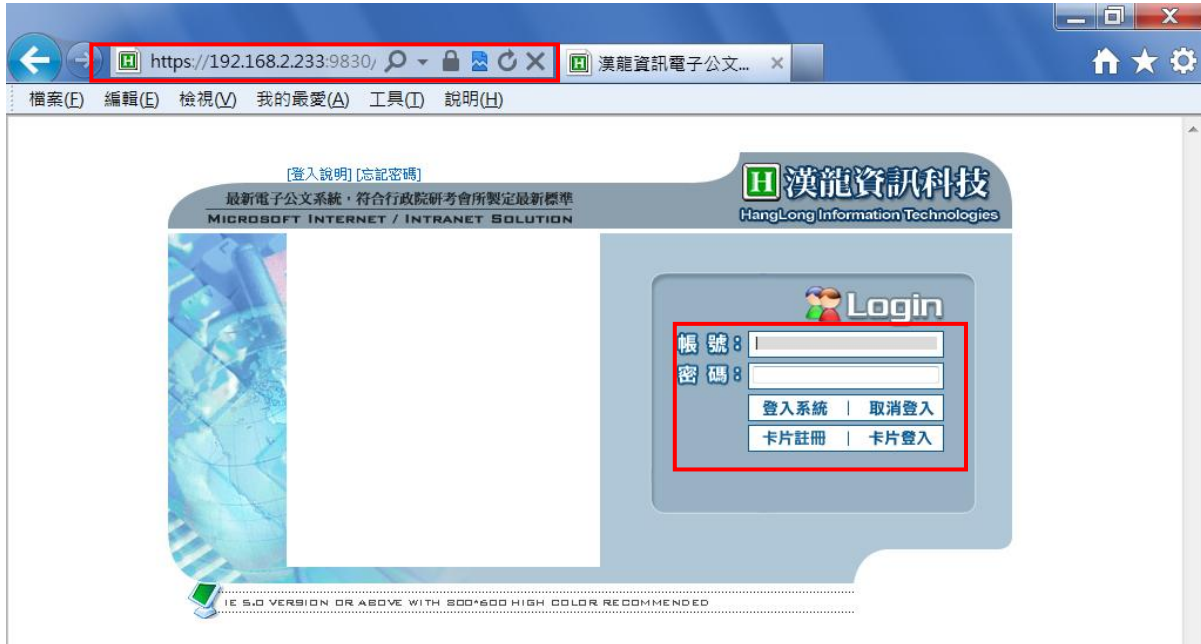 https://192.168.2.233:9830/
漢龍資訊電子公文...
檔案(F) 編輯(E) 檢視(V) 我的最愛(A) 工具(T) 說明(H)
[登入說明] [忘記密碼]
最新電子公文系統，符合行政院研考會所製定最新標準
MICROSOFT INTERNET / INTRANET SOLUTION
H 漢龍資訊科技
HangLong Information Technologies
Login
帳 號：
密 碼：
登入系統 | 取消登入
卡片註冊 | 卡片登入
IE 5.0 VERSION OR ABOVE WITH 800*600 HIGH COLOR RECOMMENDED